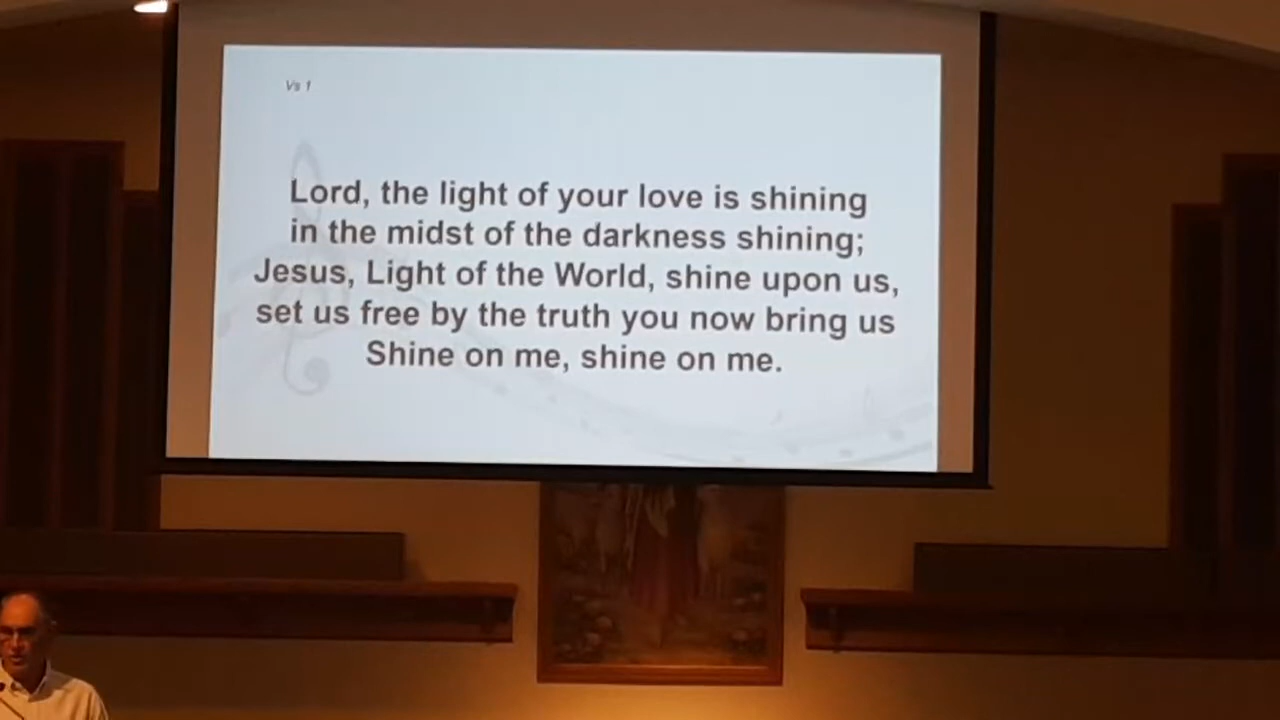 Vs 1
Lord, the light of your love is shining
in the midst of the darkness shining;
Jesus, Light of the World, shine upon us,
set us free by the truth you now bring us
Shine on me, shine on me.